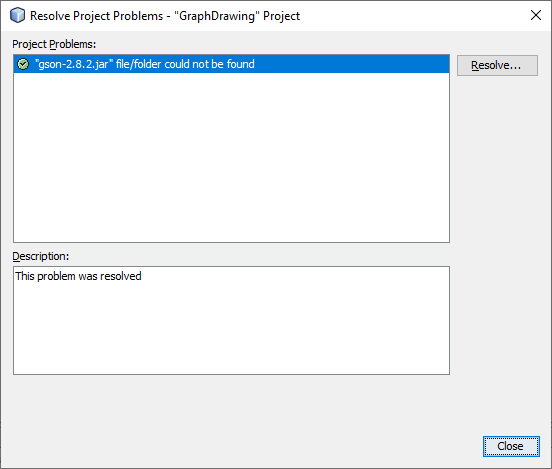 Resolve Project Problems - "GraphDrawing" Project
Project Problems:
"gson-2.8.2.jar" file/folder could not be found
Resolve...
Description:
This problem was resolved
Close